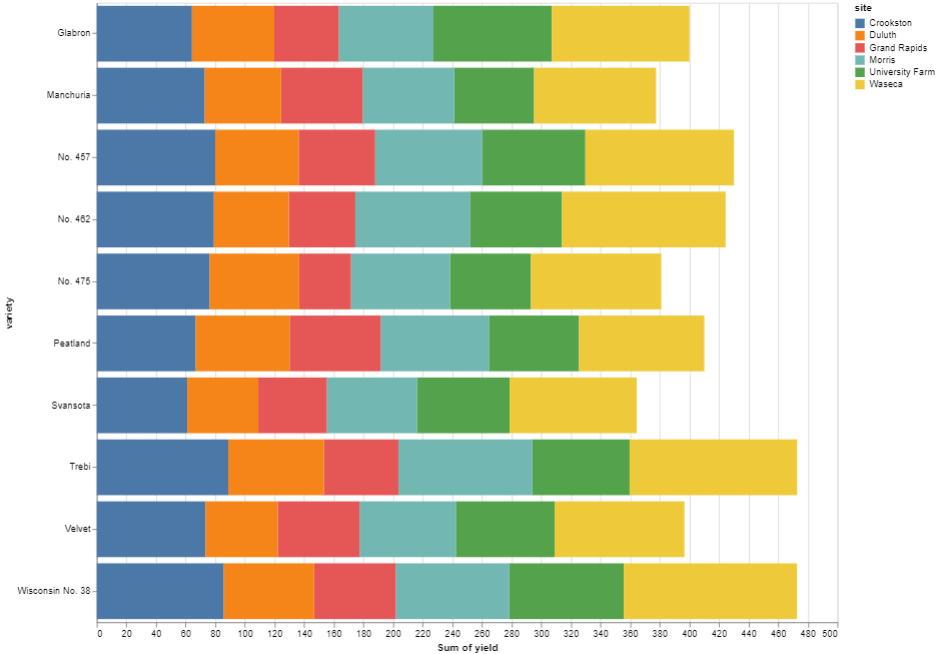 site
Crookston
Duluth
Grand Rapids
Morris
University Farm
Waseca
variety
Glabron
Manchuria
No. 457
No. 462
No. 475
Peatland
Svansota
Trebi
Velvet
Wisconsin No. 38
0 20 40 60 80 100 120 140 160 180 200 220 240 260 280 300 320 340 360 380 400 420 440 460 480 500
Sum of yield